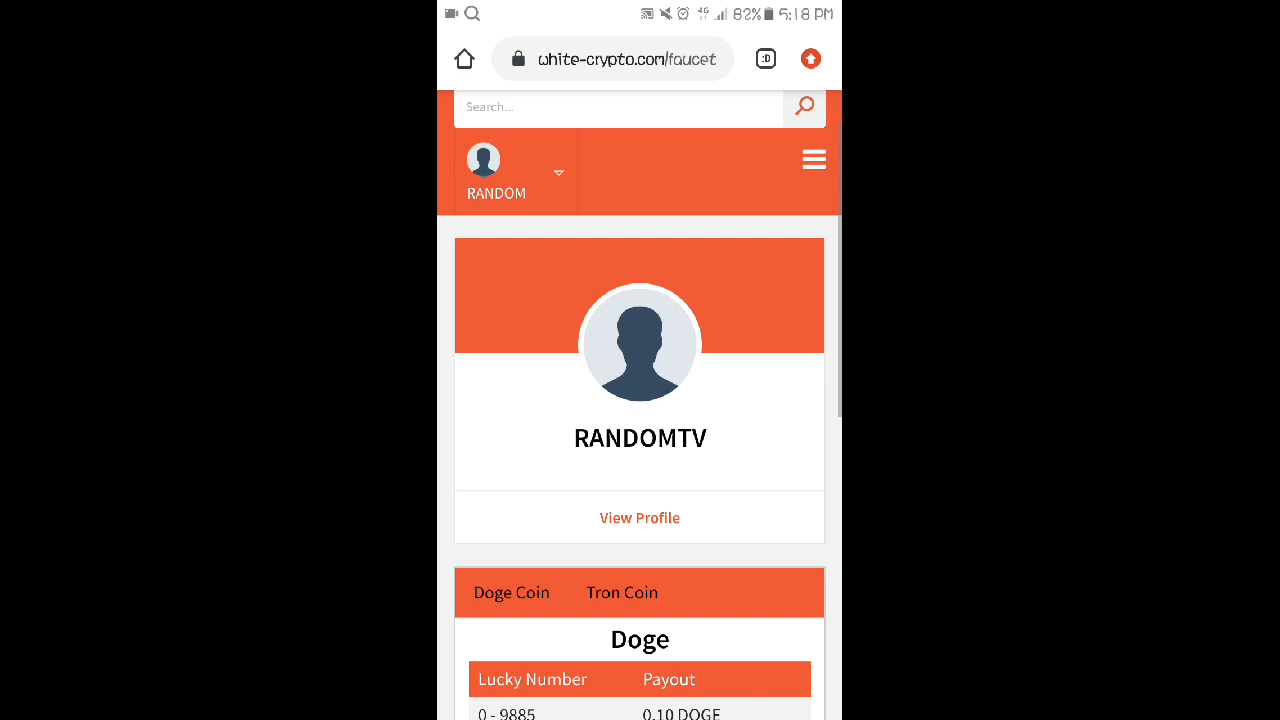 4G 82% 5:18 PM
white-crypto.com/faucet :D
Search...
RANDOM
RANDOMTV
View Profile
Doge Coin Tron Coin
Doge
Lucky Number Payout
0 - 9885 0.10 DOGE